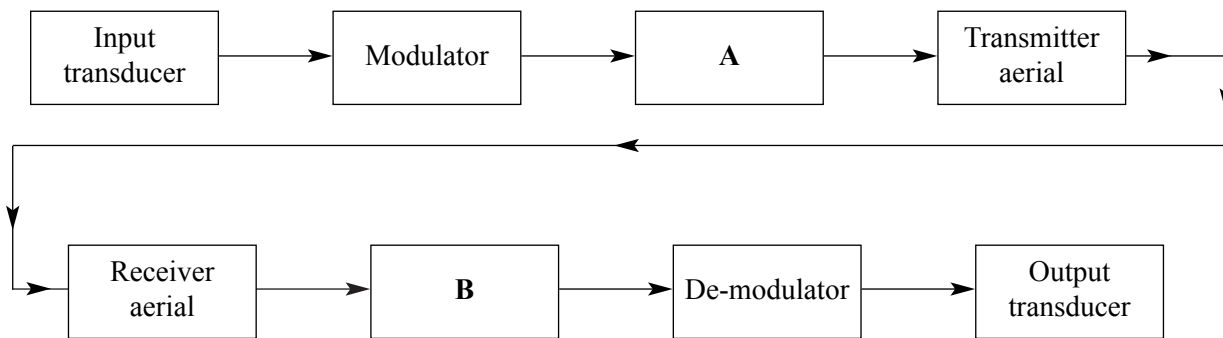 Input
transducer
Modulator
A
Transmitter
aerial
Receiver
aerial
B
De-modulator
Output
transducer